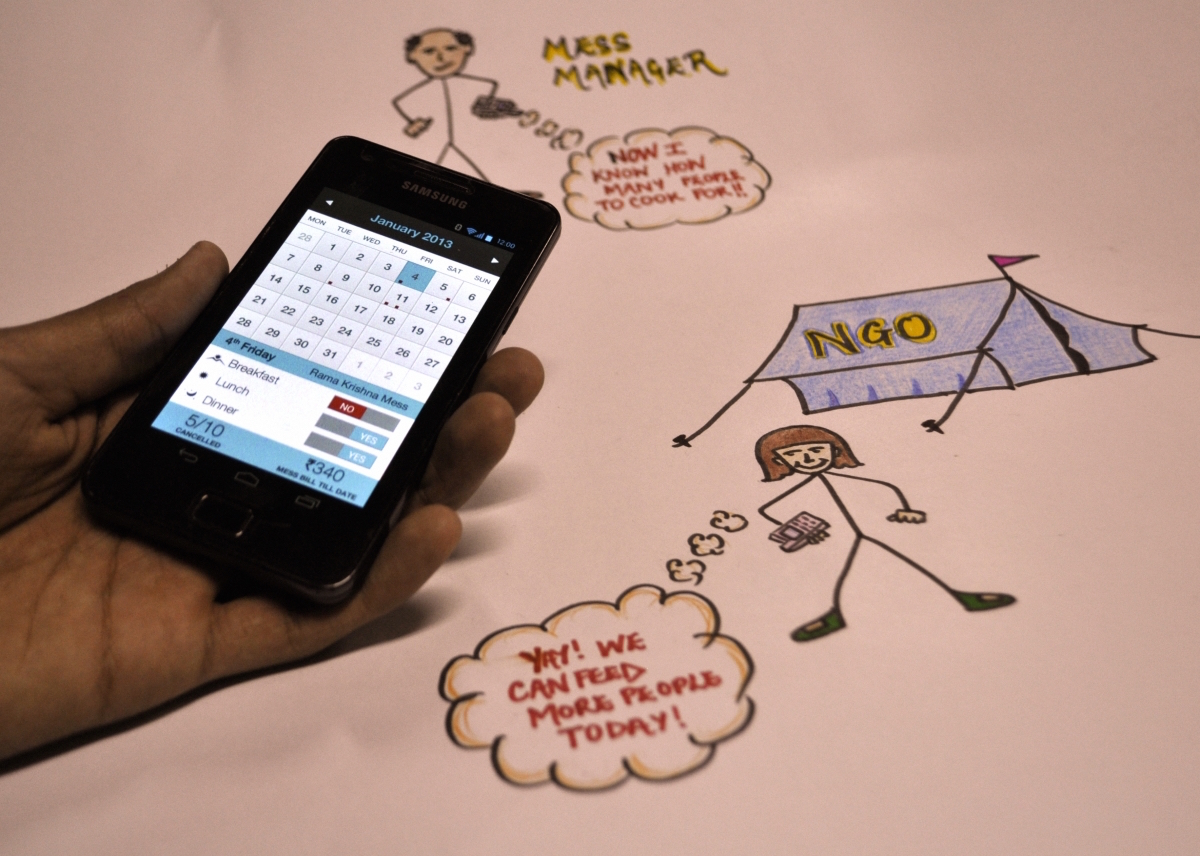 MESS
MANAGER
NOW I
KNOW HOW
MANY PEOPLE
TO COOK FOR!!
SAMSUNG
12:00
January 2013
MON TUE WED THU FRI SAT SUN
28 1 2 3 4 5 6
7 8 9 10 11 12 13
14 15 16 17 18 19 20
21 22 23 24 25 26 27
28 29 30 31 1 2 3
4th Friday Rama Krishna Mess
Breakfast NO
Lunch YES
Dinner YES
5/10 ₹340
CANCELLED MESS BILL TILL DATE
NGO
YAY! WE
CAN FEED
MORE PEOPLE
TODAY!